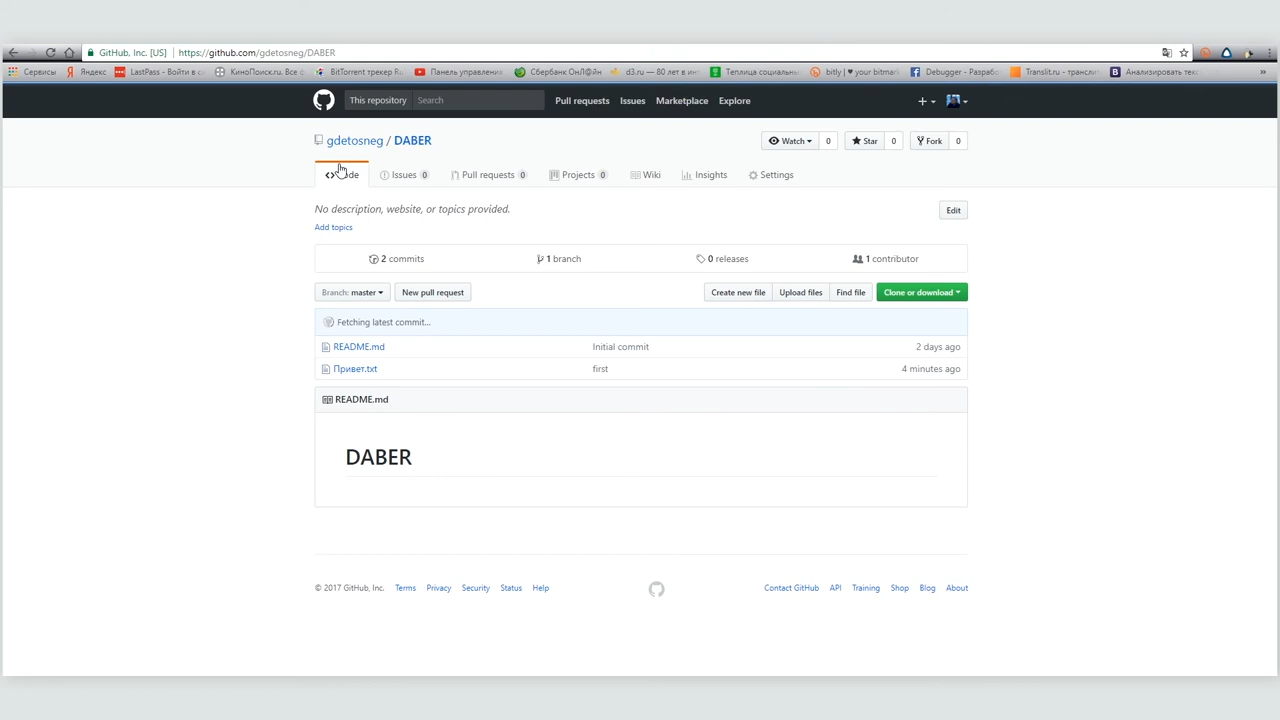 GitHub, Inc. [US] https://github.com/gdetosneg/DABER
Сервисы Яндекс LastPass - Войти в с КиноПоиск.ru. Все с BitTorrent трекер Ru Панель управлени Сбербанк ОнЛ@йн d3.ru — 80 лет в ин Теплица социальны bitly | ♥ your bitmark Debugger - Разрабо Translit.ru - трансли Анализировать текс »
This repository Search Pull requests Issues Marketplace Explore
gdetosneg / DABER Watch 0 Star 0 Fork 0
Issues 0 Pull requests 0 Projects 0 Wiki Insights Settings
No description, website, or topics provided. Edit
Add topics
2 commits 1 branch 0 releases 1 contributor
Branch: master New pull request Create new file Upload files Find file Clone or download
Fetching latest commit...
README.md Initial commit 2 days ago
Привет.txt first 4 minutes ago
README.md
DABER
© 2017 GitHub, Inc. Terms Privacy Security Status Help Contact GitHub API Training Shop Blog About